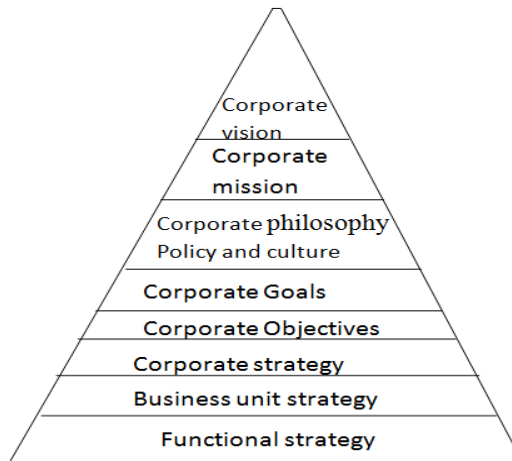 Corporate
vision
Corporate
mission
Corporate philosophy
Policy and culture
Corporate Goals
Corporate Objectives
Corporate strategy
Business unit strategy
Functional strategy